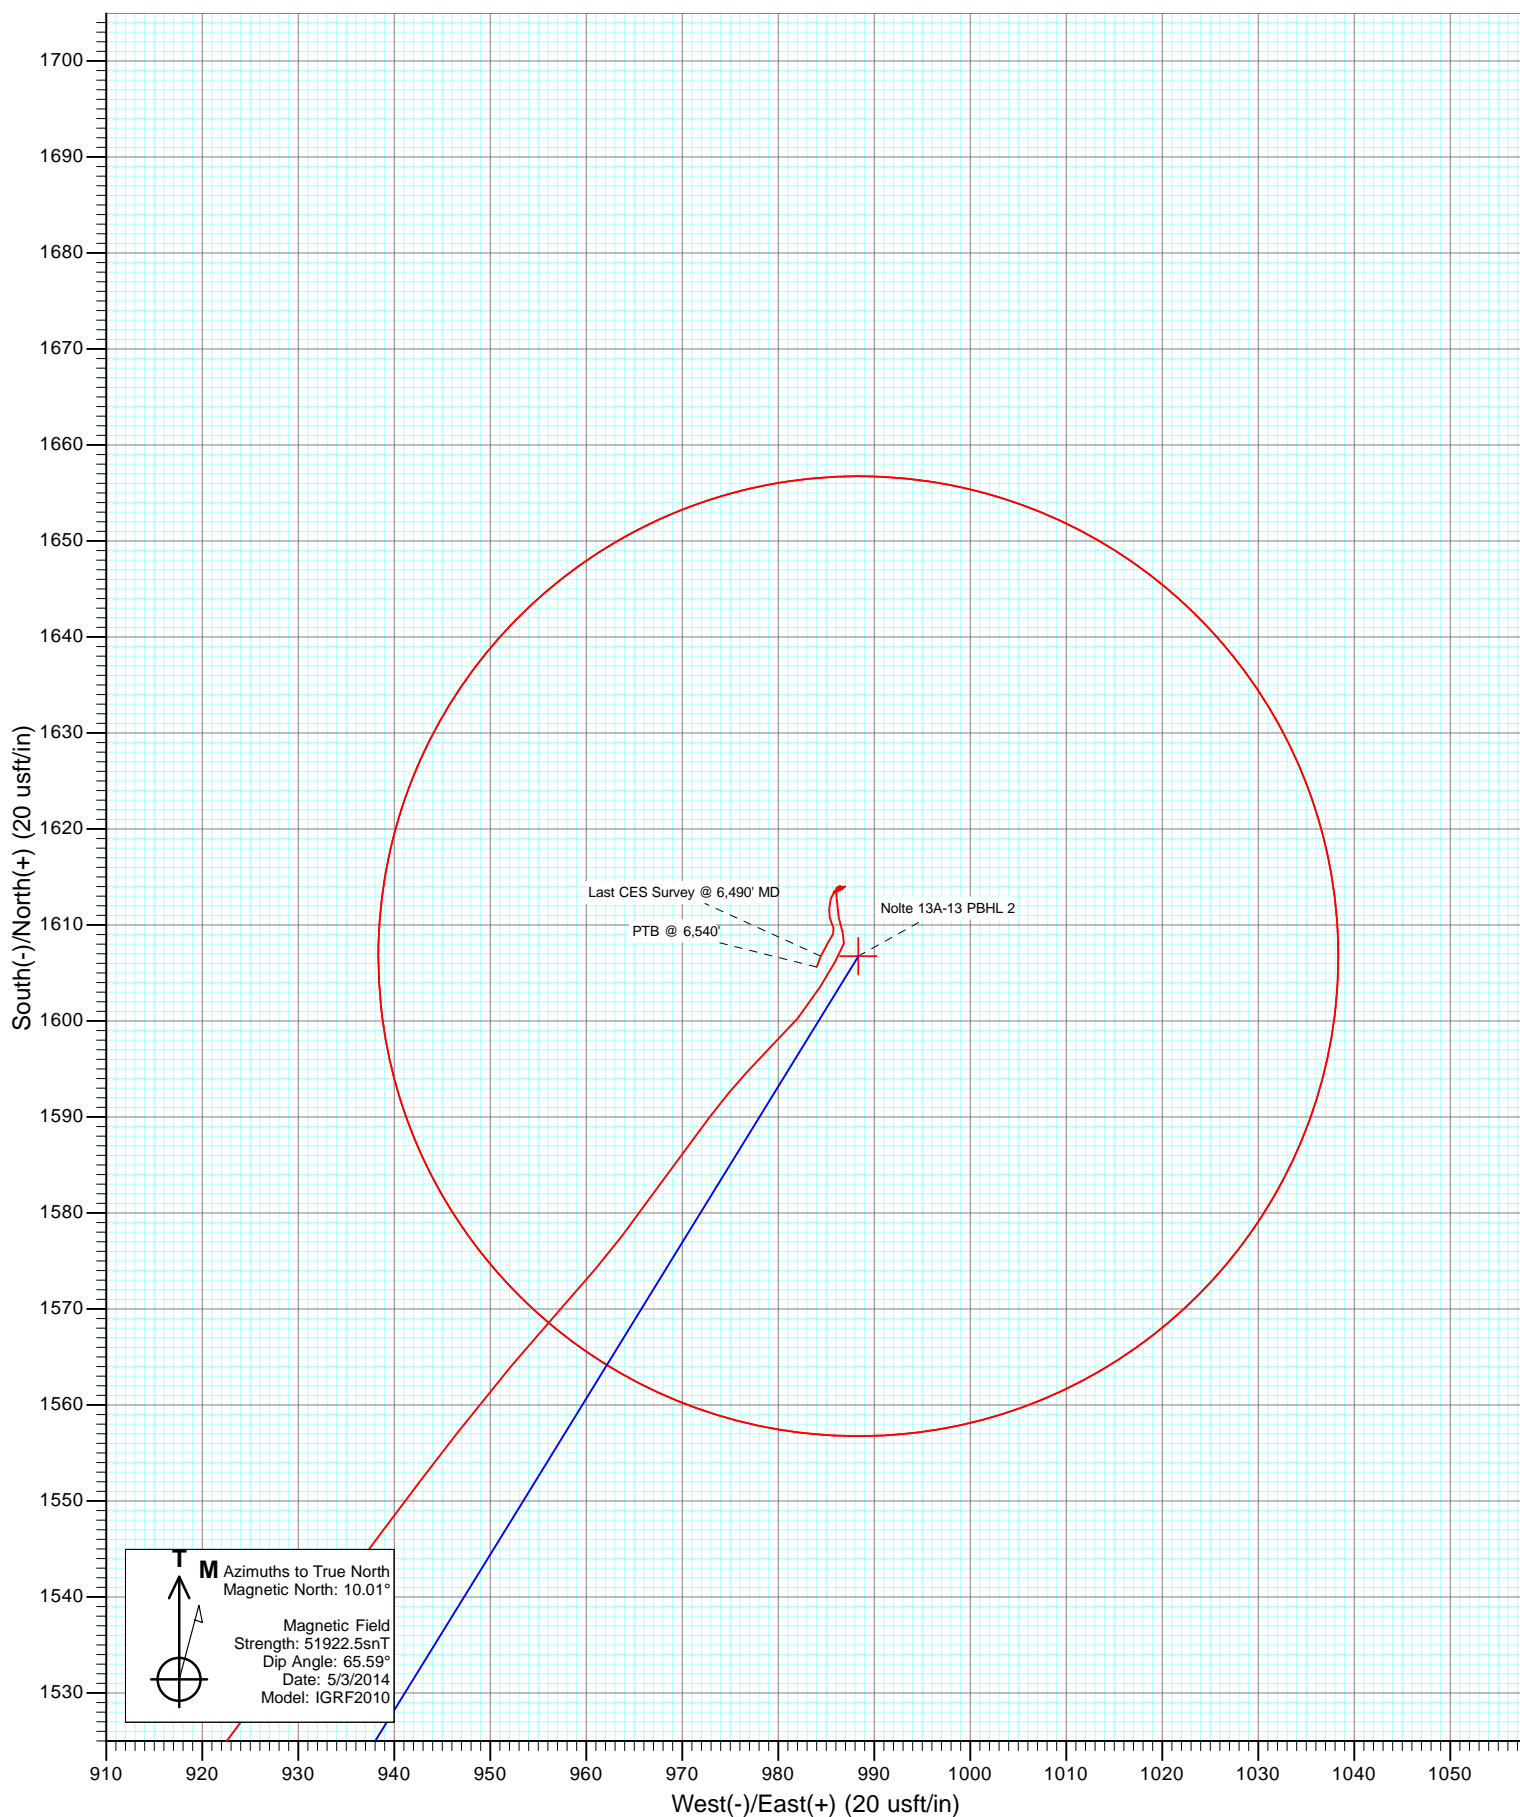 1700
1690
1680
1670
1660
1650
1640
1630
1620
1610
1600
1590
1580
1570
1560
1550
1540
1530
South(-)/North(+) (20 usft/in)
Last CES Survey @ 6,490' MD
PTB @ 6,540'
Nolte 13A-13 PBHL 2
T
M
Azimuths to True North
Magnetic North: 10.01°
Magnetic Field
Strength: 51922.5snT
Dip Angle: 65.59°
Date: 5/3/2014
Model: IGRF2010
910 920 930 940 950 960 970 980 990 1000 1010 1020 1030 1040 1050
West(-)/East(+) (20 usft/in)